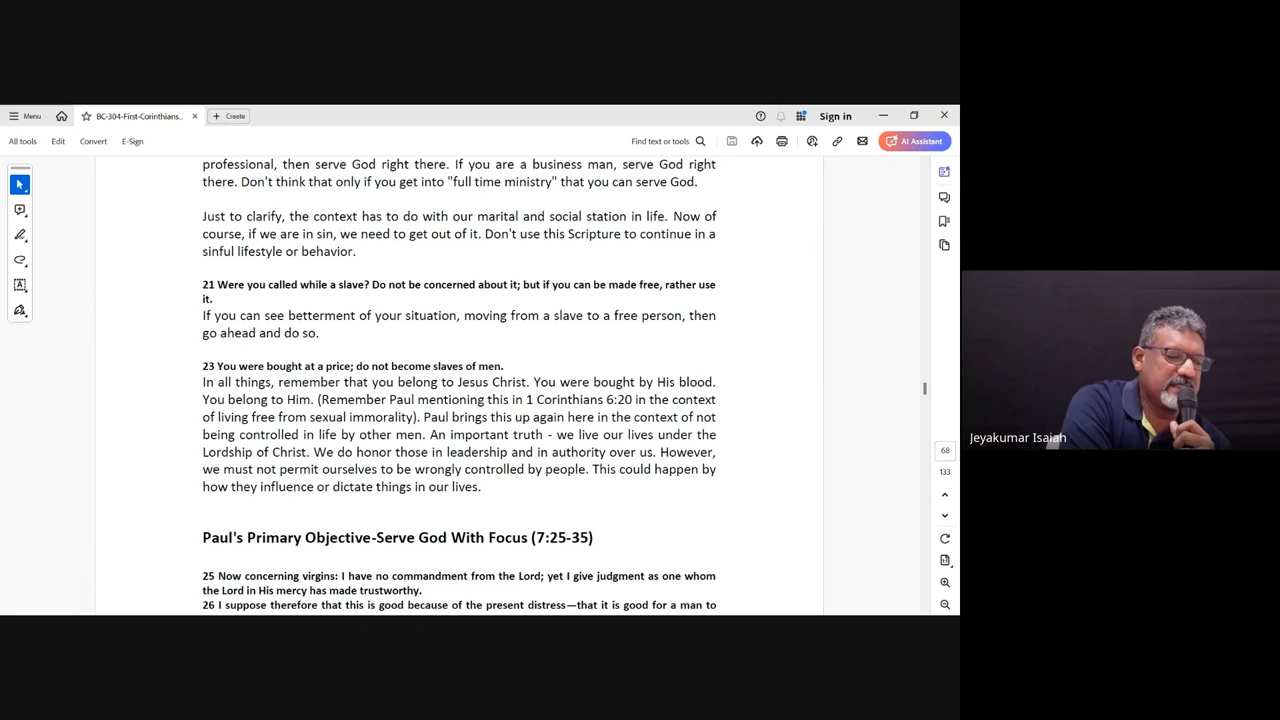 Menu
BC-304-First-Corinthians...
Create
Sign in
All tools
Edit
Convert
E-Sign
Find text or tools
AI Assistant
professional, then serve God right there. If you are a business man, serve God right
there. Don't think that only if you get into "full time ministry" that you can serve God.
Just to clarify, the context has to do with our marital and social station in life. Now of
course, if we are in sin, we need to get out of it. Don't use this Scripture to continue in a
sinful lifestyle or behavior.
21 Were you called while a slave? Do not be concerned about it; but if you can be made free, rather use
it.
If you can see betterment of your situation, moving from a slave to a free person, then
go ahead and do so.
23 You were bought at a price; do not become slaves of men.
In all things, remember that you belong to Jesus Christ. You were bought by His blood.
You belong to Him. (Remember Paul mentioning this in 1 Corinthians 6:20 in the context
of living free from sexual immorality). Paul brings this up again here in the context of not
being controlled in life by other men. An important truth - we live our lives under the
Lordship of Christ. We do honor those in leadership and in authority over us. However,
we must not permit ourselves to be wrongly controlled by people. This could happen by
how they influence or dictate things in our lives.
Paul's Primary Objective-Serve God With Focus (7:25-35)
25 Now concerning virgins: I have no commandment from the Lord; yet I give judgment as one whom
the Lord in His mercy has made trustworthy.
26 I suppose therefore that this is good because of the present distress—that it is good for a man to
68
133
Jeyakumar Isaiah